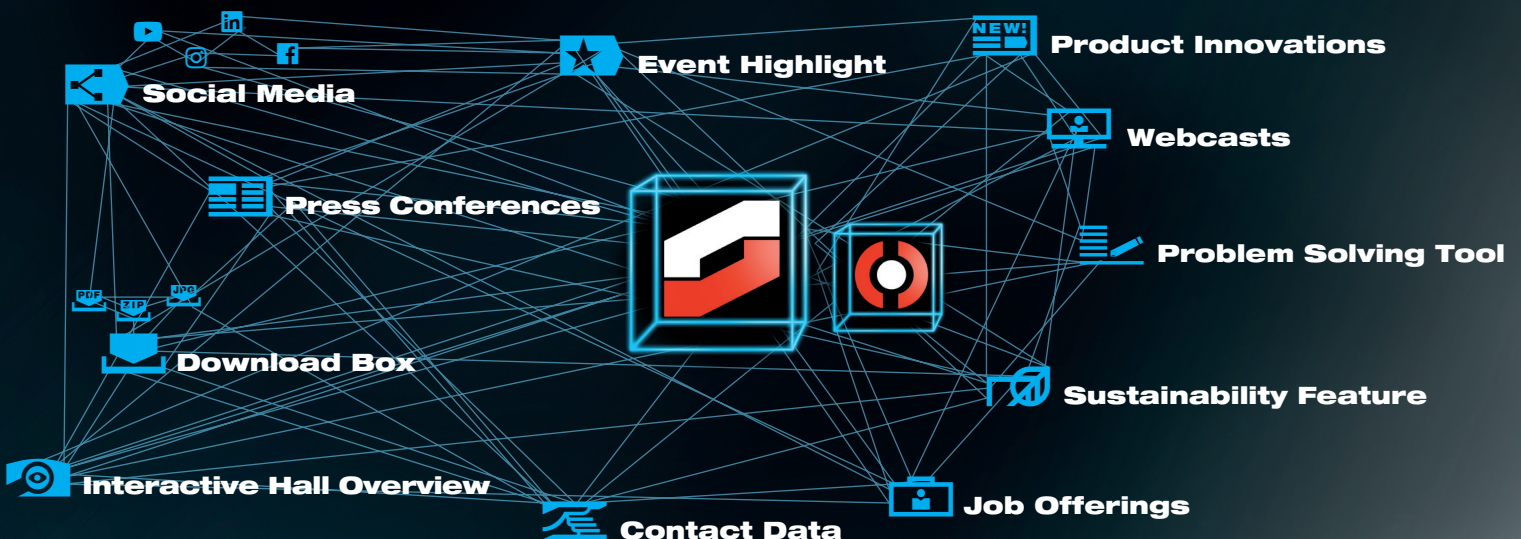 in
NEW!
Product Innovations
Event Highlight
Social Media
Webcasts
Press Conferences
Problem Solving Tool
PDF
ZIP
JPG
Download Box
Sustainability Feature
Interactive Hall Overview
Job Offerings
Contact Data